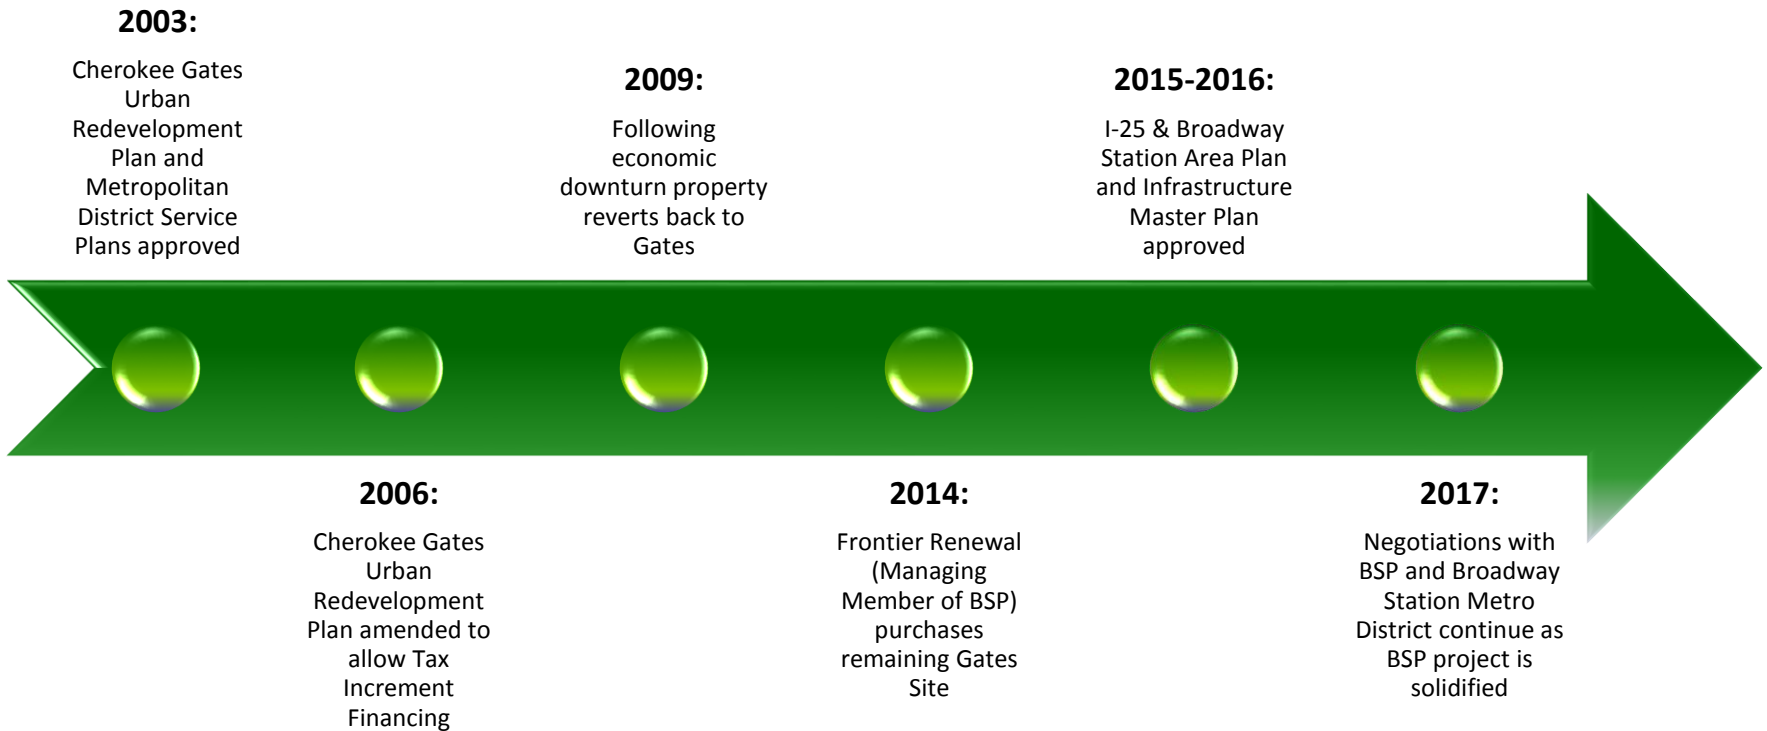 2003:
Cherokee Gates
Urban
Redevelopment
Plan and
Metropolitan
District Service
Plans approved
2006:
Cherokee Gates
Urban
Redevelopment
Plan amended to
allow Tax
Increment
Financing
2009:
Following
economic
downturn property
reverts back to
Gates
2014:
Frontier Renewal
(Managing
Member of BSP)
purchases
remaining Gates
Site
2015-2016:
I-25 & Broadway
Station Area Plan
and Infrastructure
Master Plan
approved
2017:
Negotiations with
BSP and Broadway
Station Metro
District continue as
BSP project is
solidified